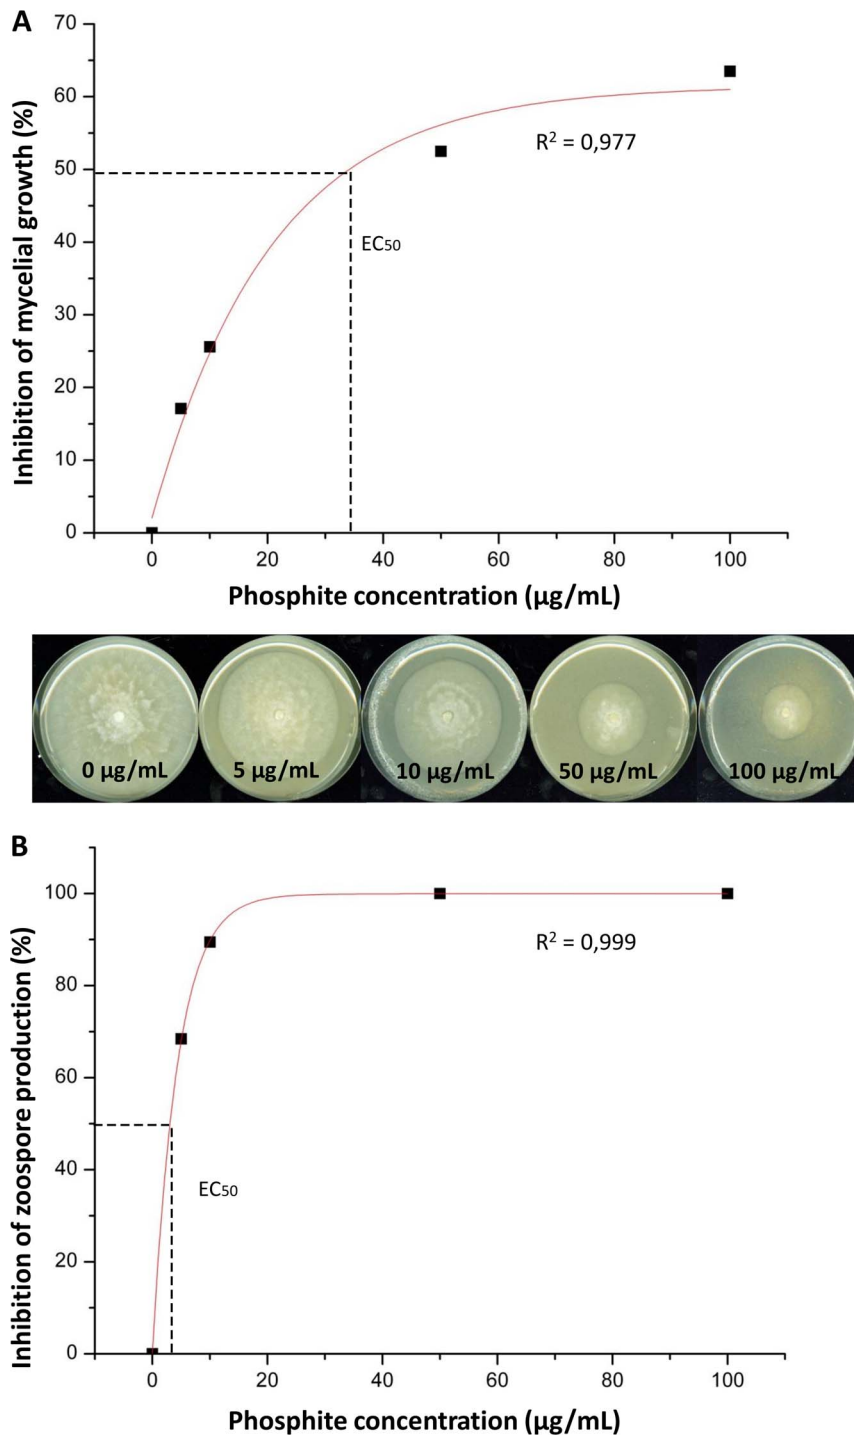 A
70
60
50
40
30
20
10
0
Inhibition of mycelial growth (%)
R² = 0,977
EC₅₀
0 20 40 60 80 100
Phosphite concentration (µg/mL)
0 µg/mL 5 µg/mL 10 µg/mL 50 µg/mL 100 µg/mL
B
100
80
60
40
20
0
Inhibition of zoospore production (%)
R² = 0,999
EC₅₀
0 20 40 60 80 100
Phosphite concentration (µg/mL)